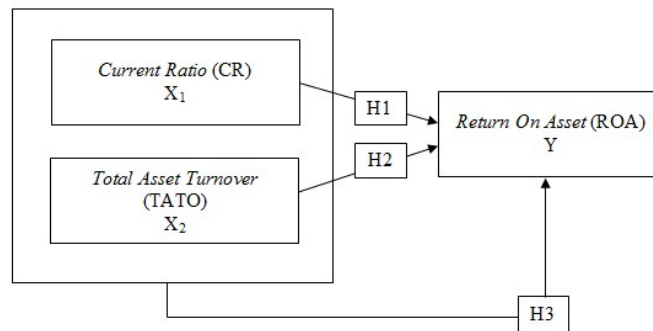 Current Ratio (CR)
X₁
H1
Return On Asset (ROA)
Y
H2
Total Asset Turnover
(TATO)
X₂
H3